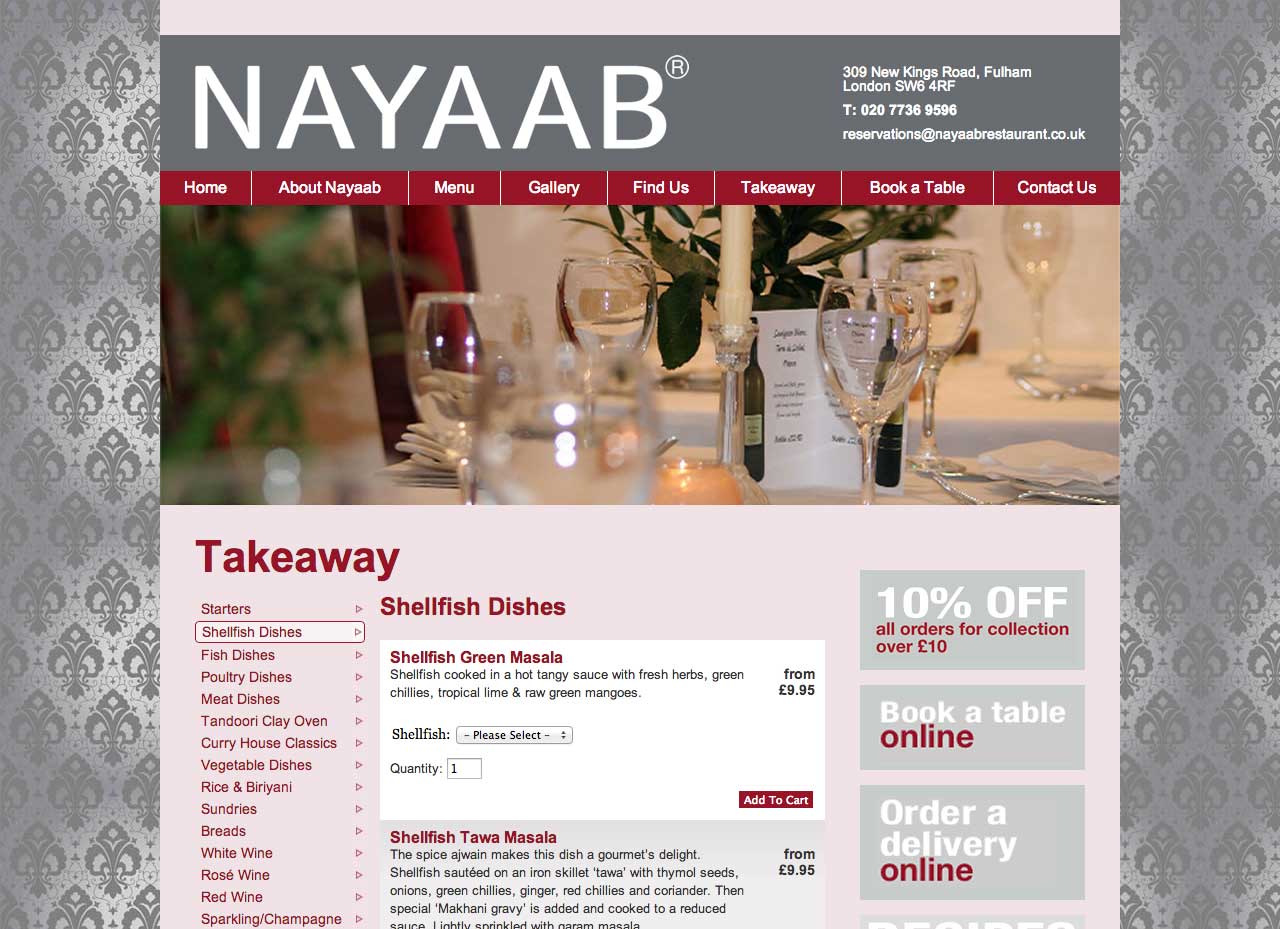 NAYAAB®
309 New Kings Road, Fulham
London SW6 4RF
T: 020 7736 9596
reservations@nayaabrestaurant.co.uk
Home About Nayaab Menu Gallery Find Us Takeaway Book a Table Contact Us
Takeaway
Starters
Shellfish Dishes
Fish Dishes
Poultry Dishes
Meat Dishes
Tandoori Clay Oven
Curry House Classics
Vegetable Dishes
Rice & Biriyani
Sundries
Breads
White Wine
Rosé Wine
Red Wine
Sparkling/Champagne
Shellfish Dishes
Shellfish Green Masala
Shellfish cooked in a hot tangy sauce with fresh herbs, green
chillies, tropical lime & raw green mangoes.
from
£9.95
Shellfish: - Please Select -
Quantity: 1
Add To Cart
Shellfish Tawa Masala
The spice ajwain makes this dish a gourmet's delight.
Shellfish sautéed on an iron skillet 'tawa' with thymol seeds,
onions, green chillies, ginger, red chillies and coriander. Then
special 'Makhani gravy' is added and cooked to a reduced
sauce. Lightly sprinkled with garam masala.
from
£9.95
10% OFF
all orders for collection
over £10
Book a table
online
Order a
delivery
online
RECIPES